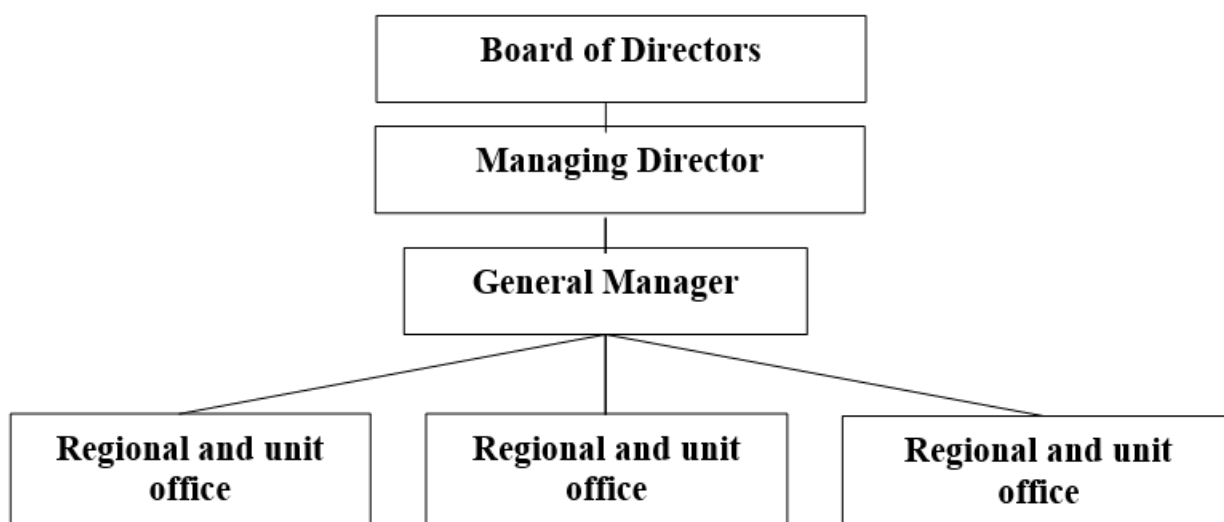 Board of Directors
Managing Director
General Manager
Regional and unit
office
Regional and unit
office
Regional and unit
office